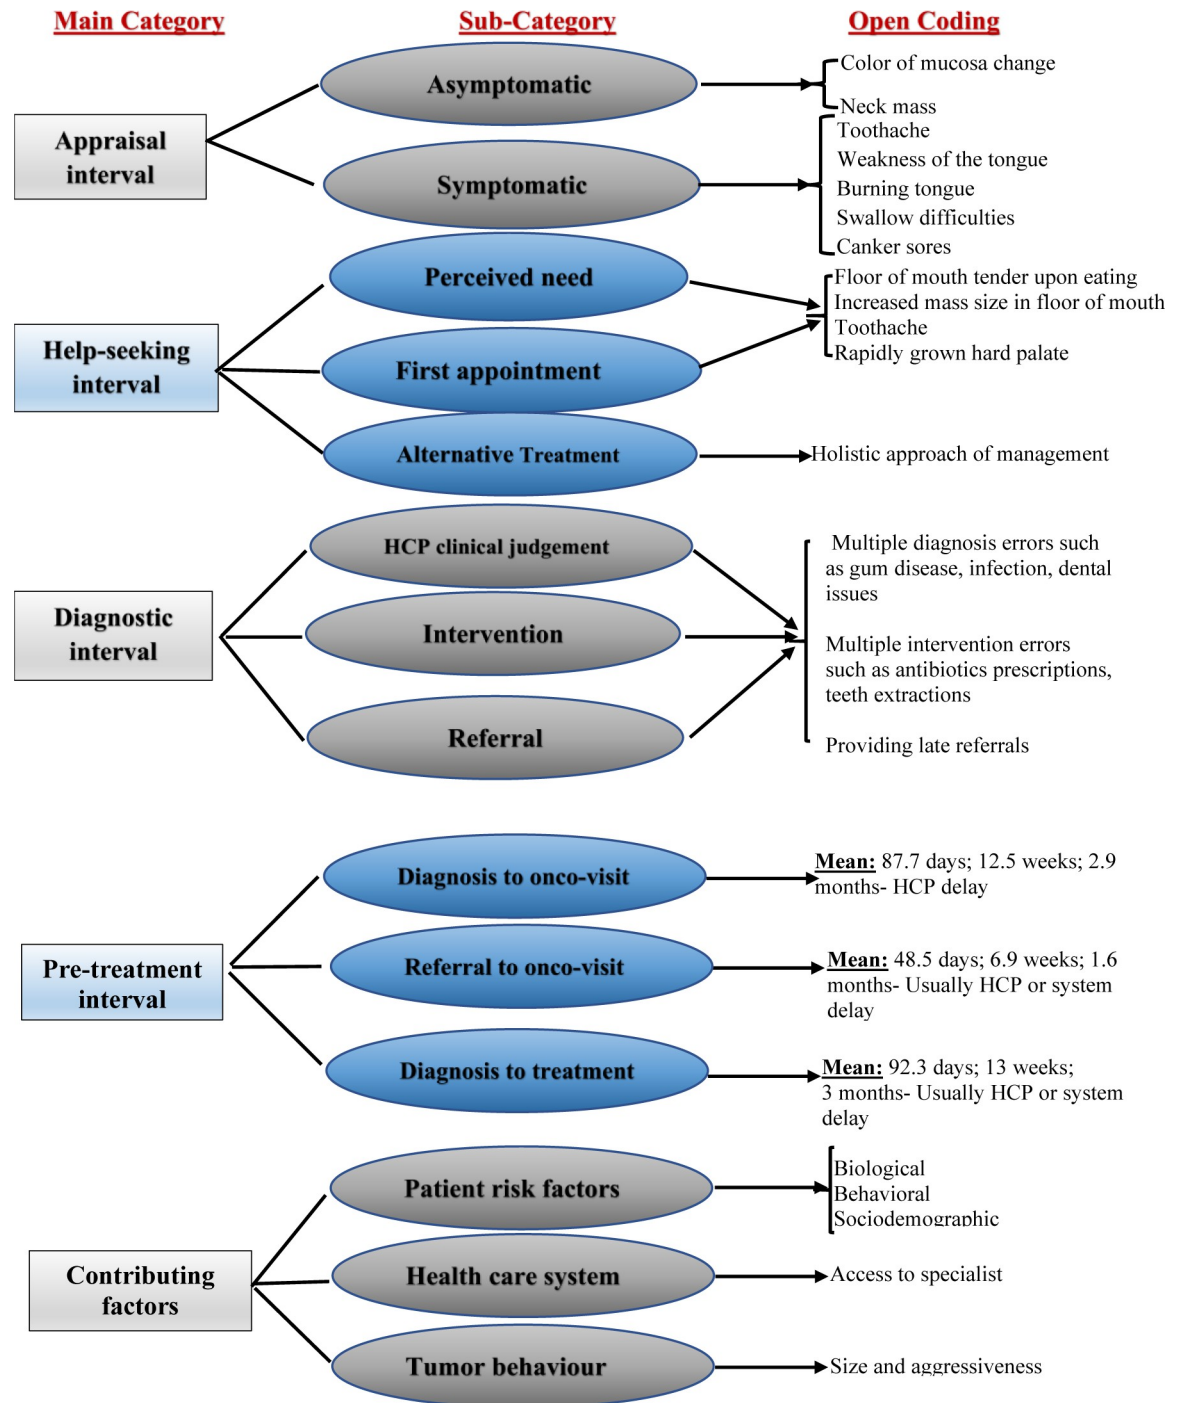 Main Category
Sub-Category
Open Coding
Appraisal
interval
Asymptomatic
Color of mucosa change
Neck mass
Symptomatic
Toothache
Weakness of the tongue
Burning tongue
Swallow difficulties
Canker sores
Help-seeking
interval
Perceived need
First appointment
Floor of mouth tender upon eating
Increased mass size in floor of mouth
Toothache
Rapidly grown hard palate
Alternative Treatment
Holistic approach of management
Diagnostic
interval
HCP clinical judgement
Intervention
Referral
Multiple diagnosis errors such
as gum disease, infection, dental
issues
Multiple intervention errors
such as antibiotics prescriptions,
teeth extractions
Providing late referrals
Pre-treatment
interval
Diagnosis to onco-visit
Mean: 87.7 days; 12.5 weeks; 2.9
months- HCP delay
Referral to onco-visit
Mean: 48.5 days; 6.9 weeks; 1.6
months- Usually HCP or system
delay
Diagnosis to treatment
Mean: 92.3 days; 13 weeks;
3 months- Usually HCP or system
delay
Contributing
factors
Patient risk factors
Biological
Behavioral
Sociodemographic
Health care system
Access to specialist
Tumor behaviour
Size and aggressiveness